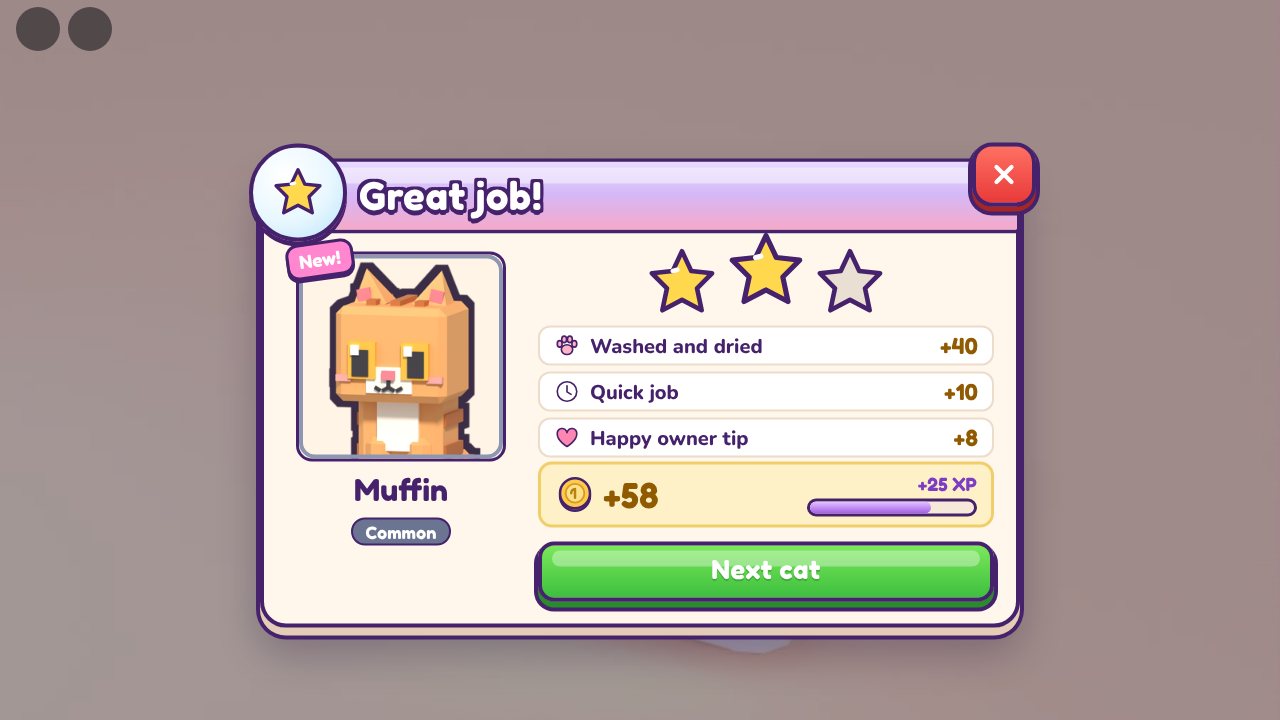 Great job!
New!
Muffin
Common
Washed and dried +40
Quick job +10
Happy owner tip +8
1 +58
+25 XP
Next cat